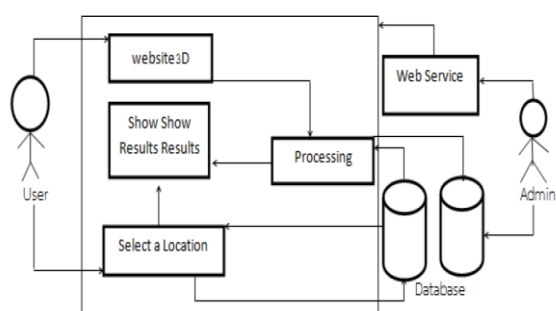 website3D
Web Service
Show Show
Results Results
Processing
User
Admin
Select a Location
Database